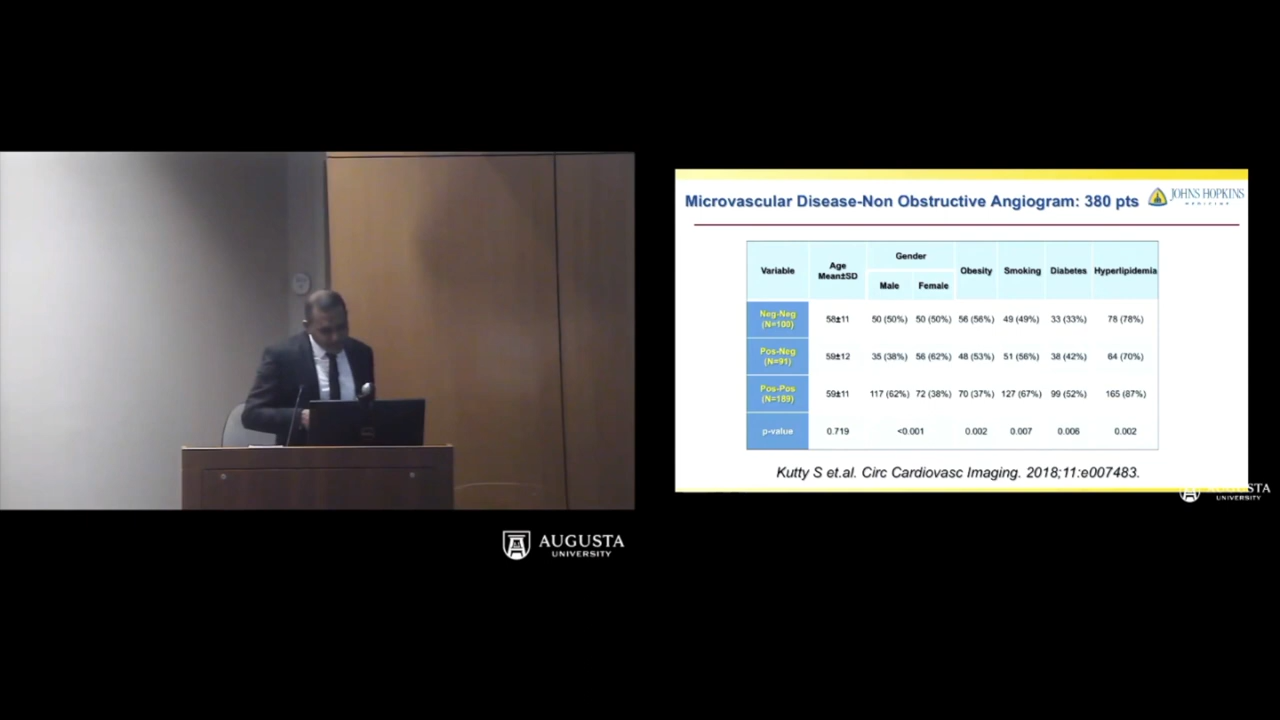 Microvascular Disease-Non Obstructive Angiogram: 380 pts
JOHNS HOPKINS
MEDICINE
Variable Age Mean±SD Gender Male Female Obesity Smoking Diabetes Hyperlipidemia
Neg-Neg (N=100) 58±11 50 (50%) 50 (50%) 56 (56%) 49 (49%) 33 (33%) 78 (78%)
Pos-Neg (N=91) 59±12 35 (38%) 56 (62%) 48 (53%) 51 (56%) 38 (42%) 64 (70%)
Pos-Pos (N=189) 59±11 117 (62%) 72 (38%) 70 (37%) 127 (67%) 99 (52%) 165 (87%)
p-value 0.719 <0.001 0.002 0.007 0.006 0.002
Kutty S et.al. Circ Cardiovasc Imaging. 2018;11:e007483.
AUGUSTA
UNIVERSITY
AUGUSTA
UNIVERSITY